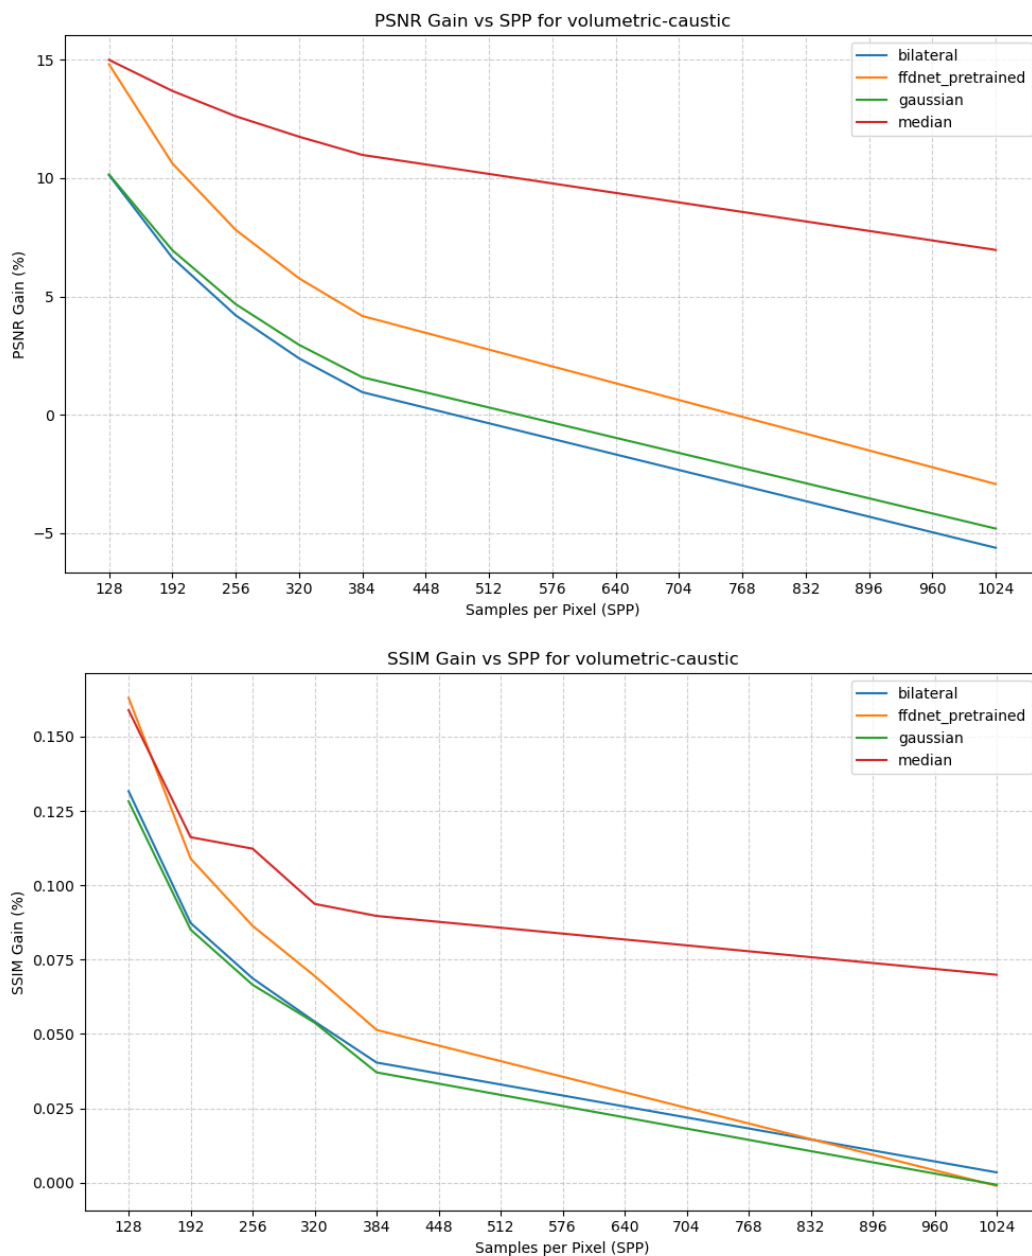 PSNR Gain vs SPP for volumetric-caustic
bilateral
ffdnet_pretrained
gaussian
median
15
10
5
0
−5
PSNR Gain (%)
128 192 256 320 384 448 512 576 640 704 768 832 896 960 1024
Samples per Pixel (SPP)
SSIM Gain vs SPP for volumetric-caustic
bilateral
ffdnet_pretrained
gaussian
median
0.150
0.125
0.100
0.075
0.050
0.025
0.000
SSIM Gain (%)
128 192 256 320 384 448 512 576 640 704 768 832 896 960 1024
Samples per Pixel (SPP)